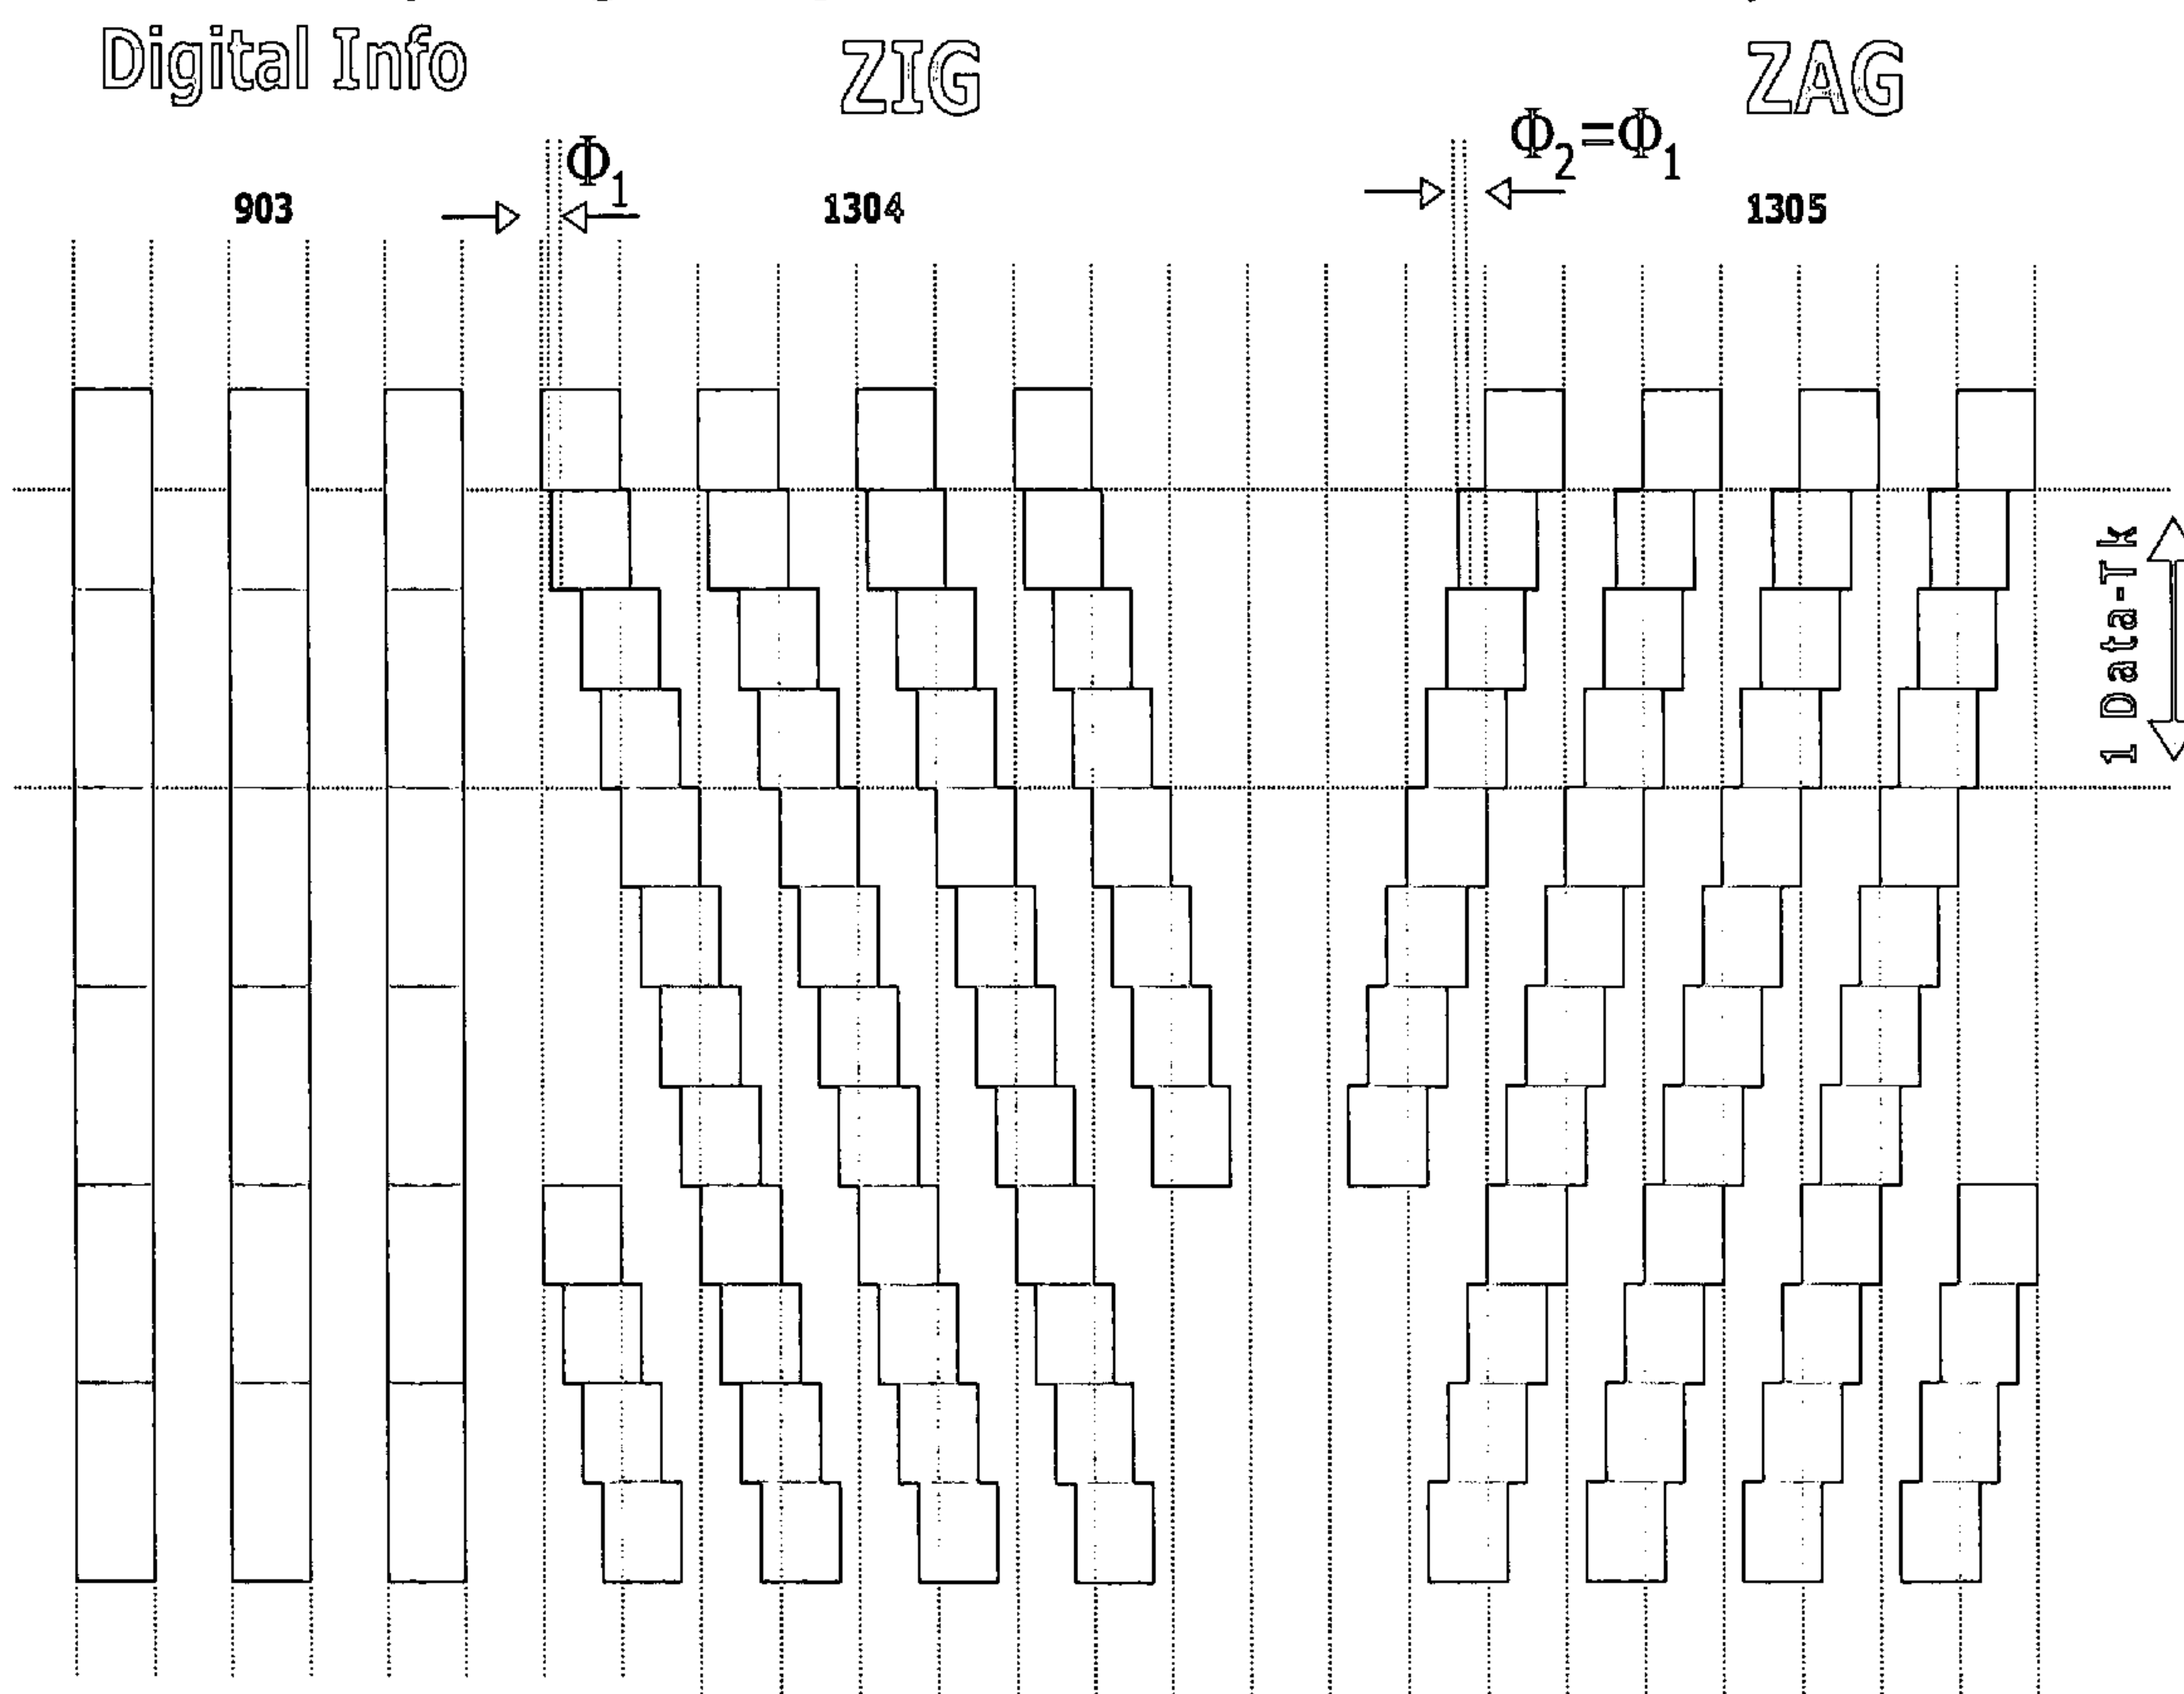 Digital Info
ZIG
ZAG
Φ1
Φ2=Φ1
903
1304
1305
1 Data-Tk